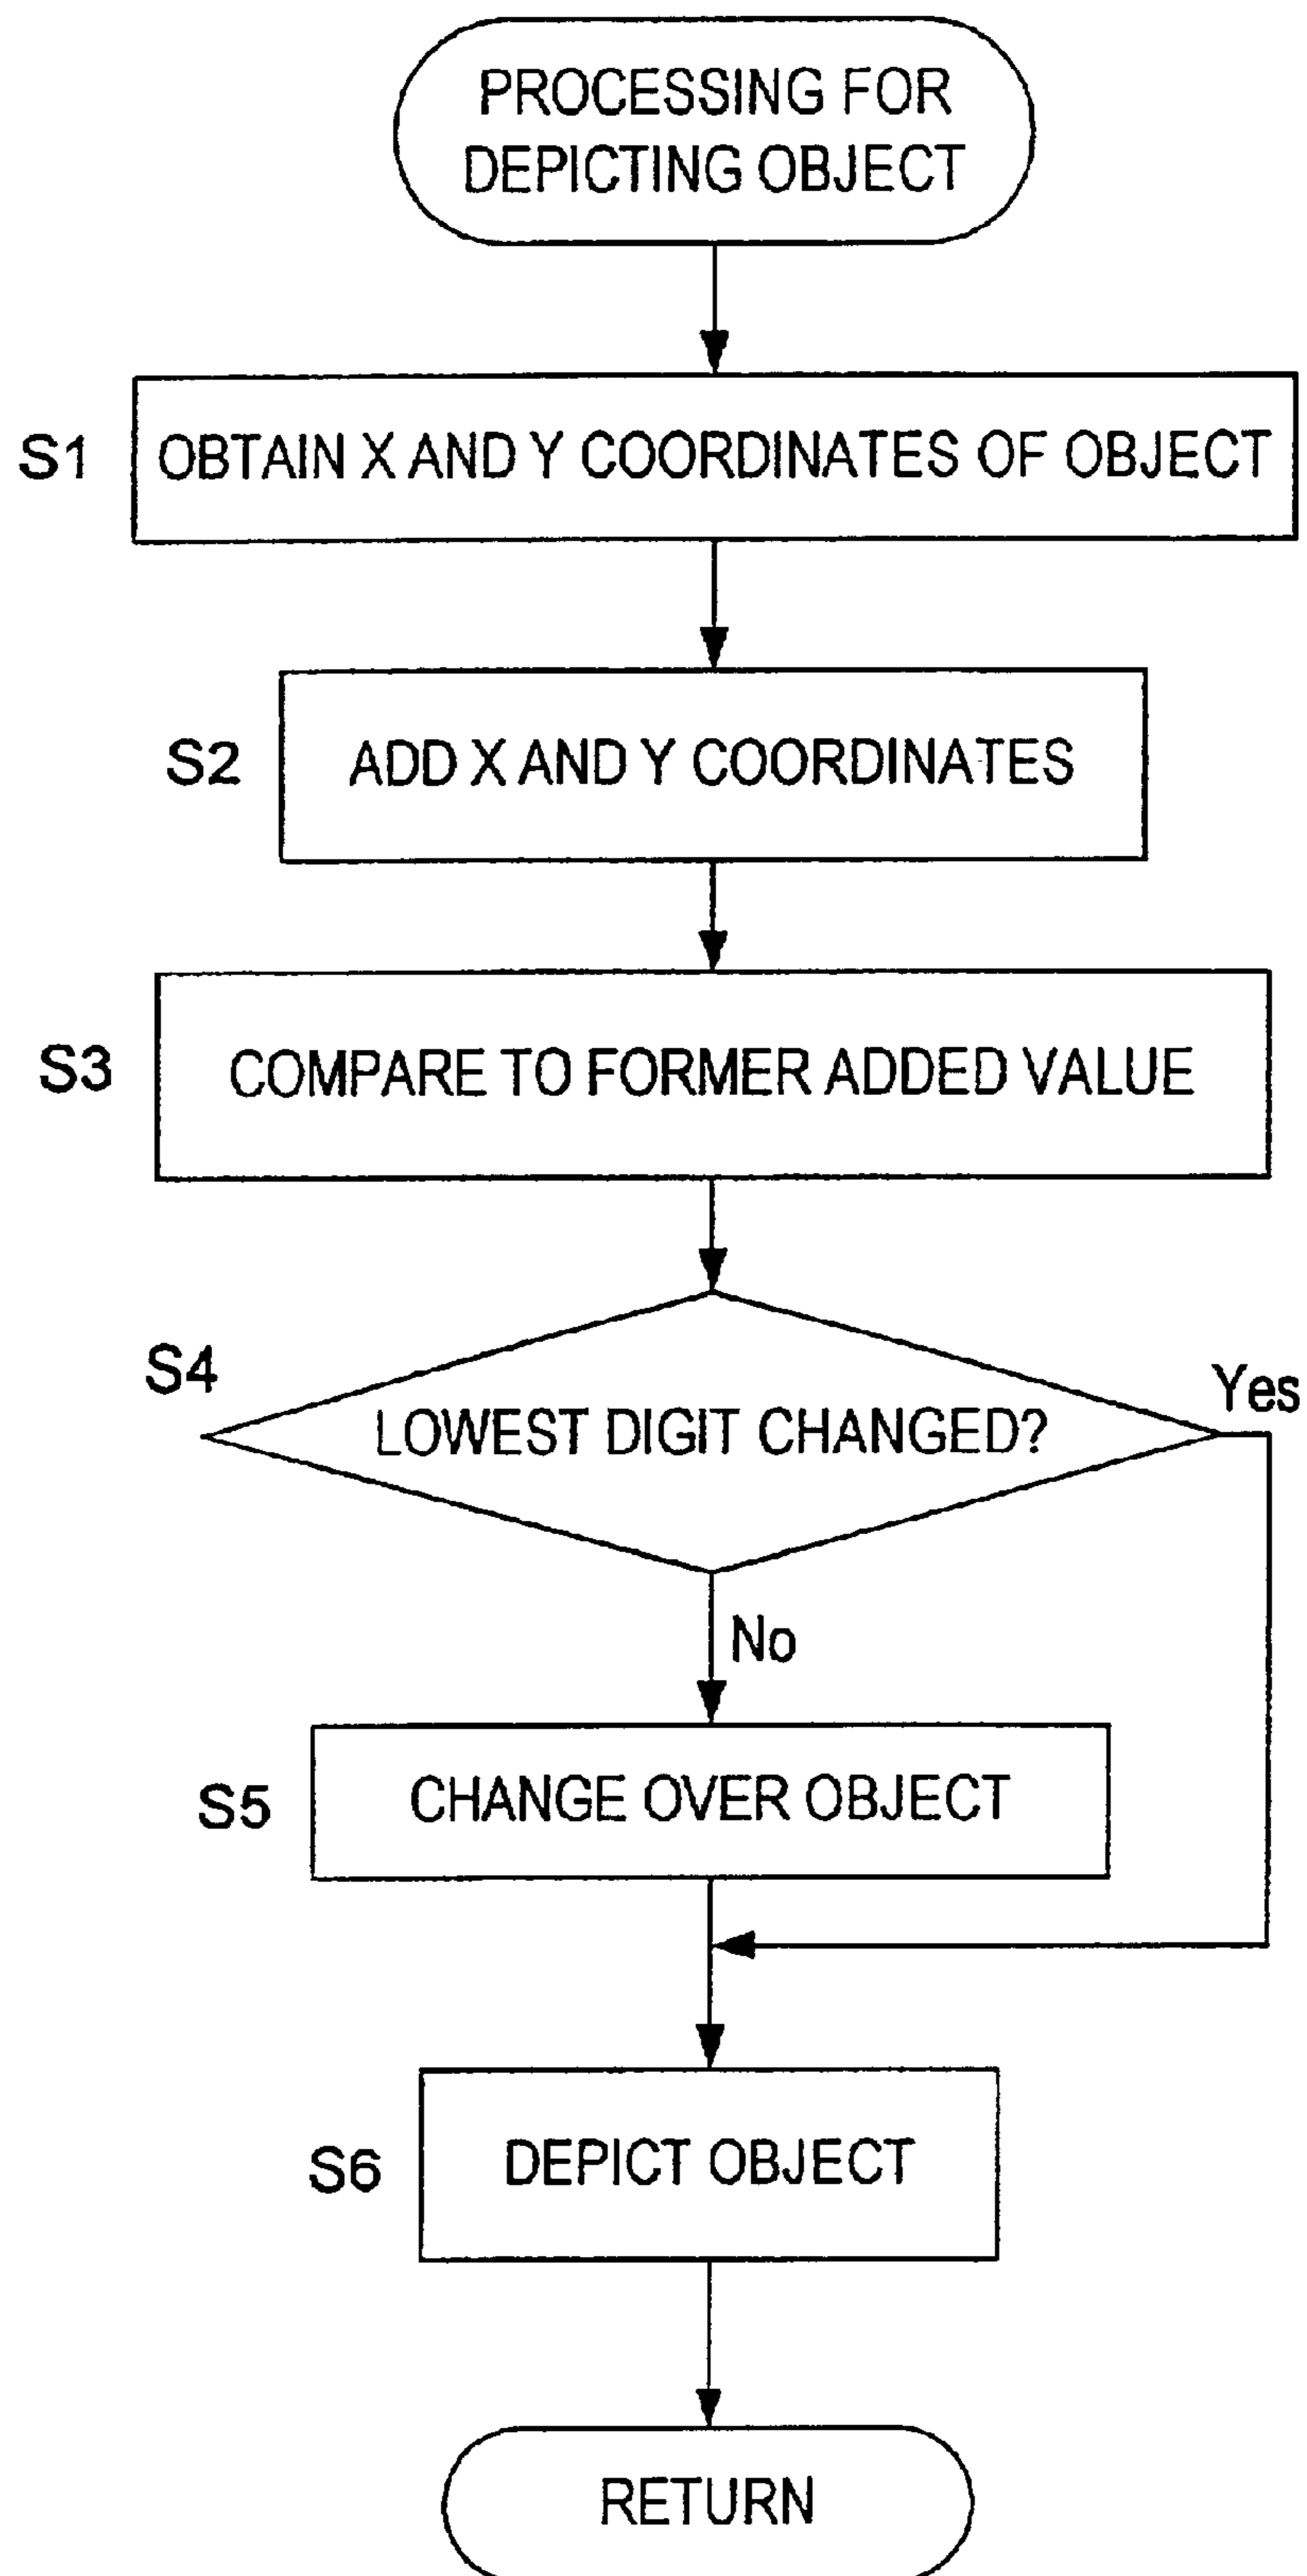 PROCESSING FOR
DEPICTING OBJECT
S1 OBTAIN X AND Y COORDINATES OF OBJECT
S2 ADD X AND Y COORDINATES
S3 COMPARE TO FORMER ADDED VALUE
S4 LOWEST DIGIT CHANGED? Yes
No
S5 CHANGE OVER OBJECT
S6 DEPICT OBJECT
RETURN